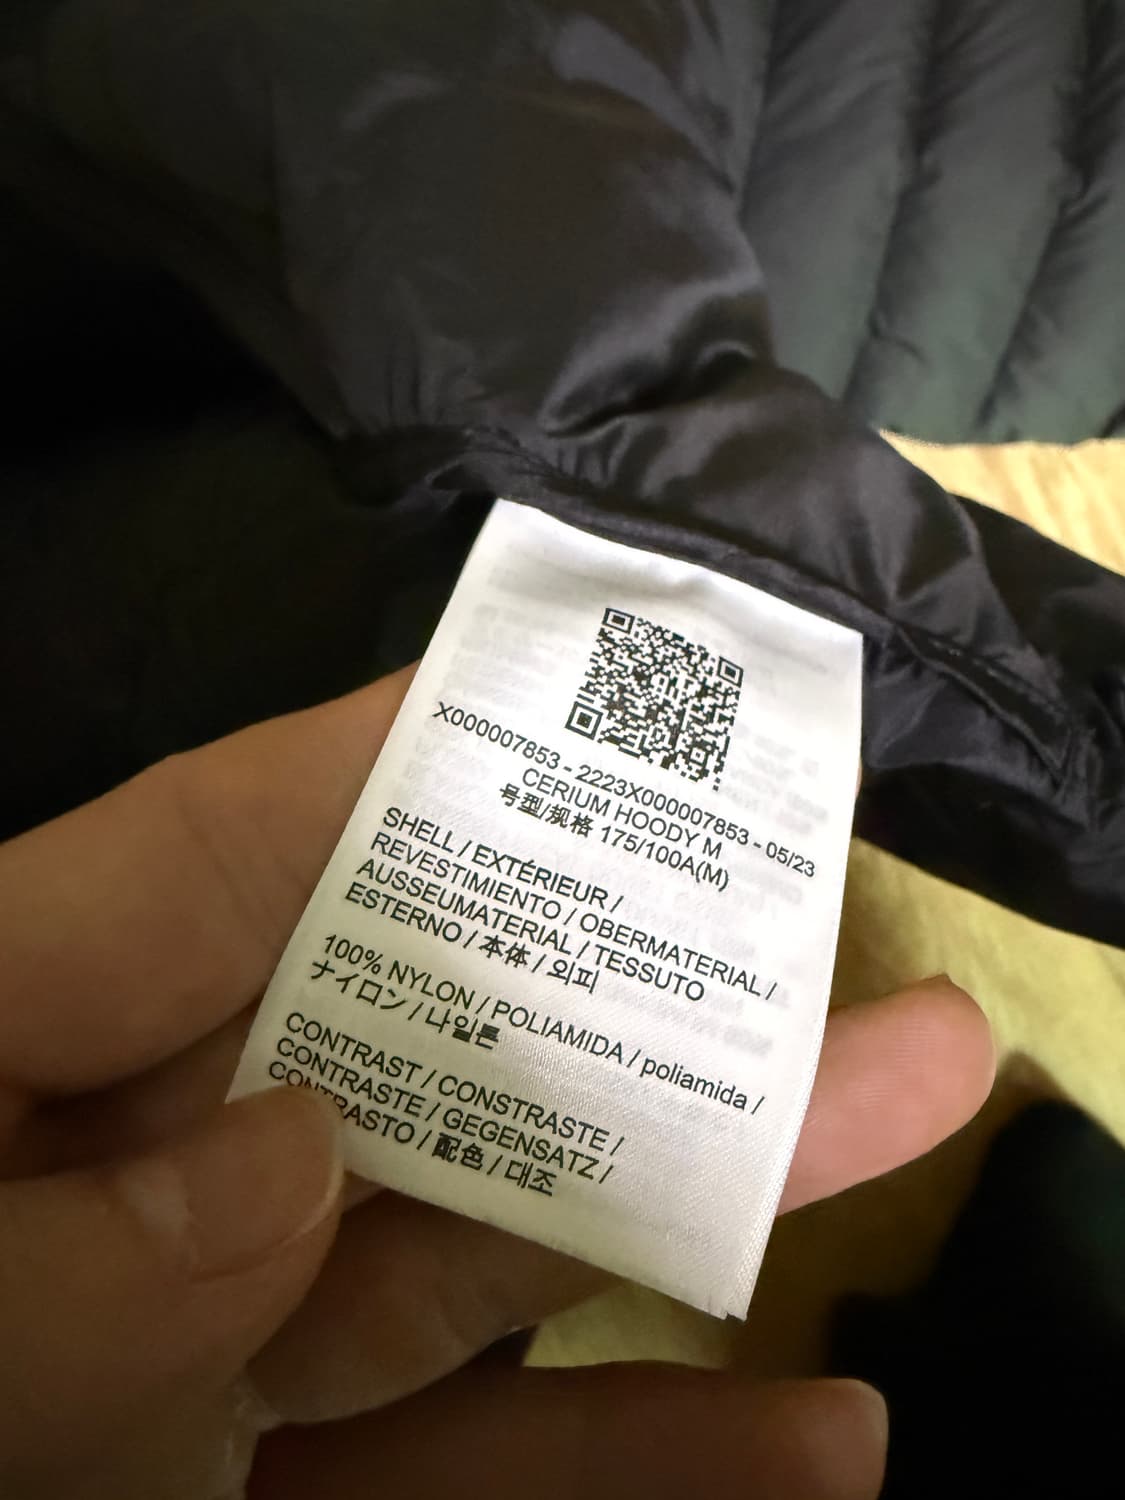 X000007853 - 2223X000007853 - 05/23
CERIUM HOODY M
号型/规格 175/100A(M)
SHELL / EXTÉRIEUR /
REVESTIMIENTO / OBERMATERIAL /
AUSSEUMATERIAL / TESSUTO
ESTERNO / 本体 / 외피
100% NYLON / POLIAMIDA / poliamida /
ナイロン / 나일론
CONTRAST / CONSTRASTE /
CONTRASTE / GEGENSATZ /
CONTRASTO / 配色 / 대조